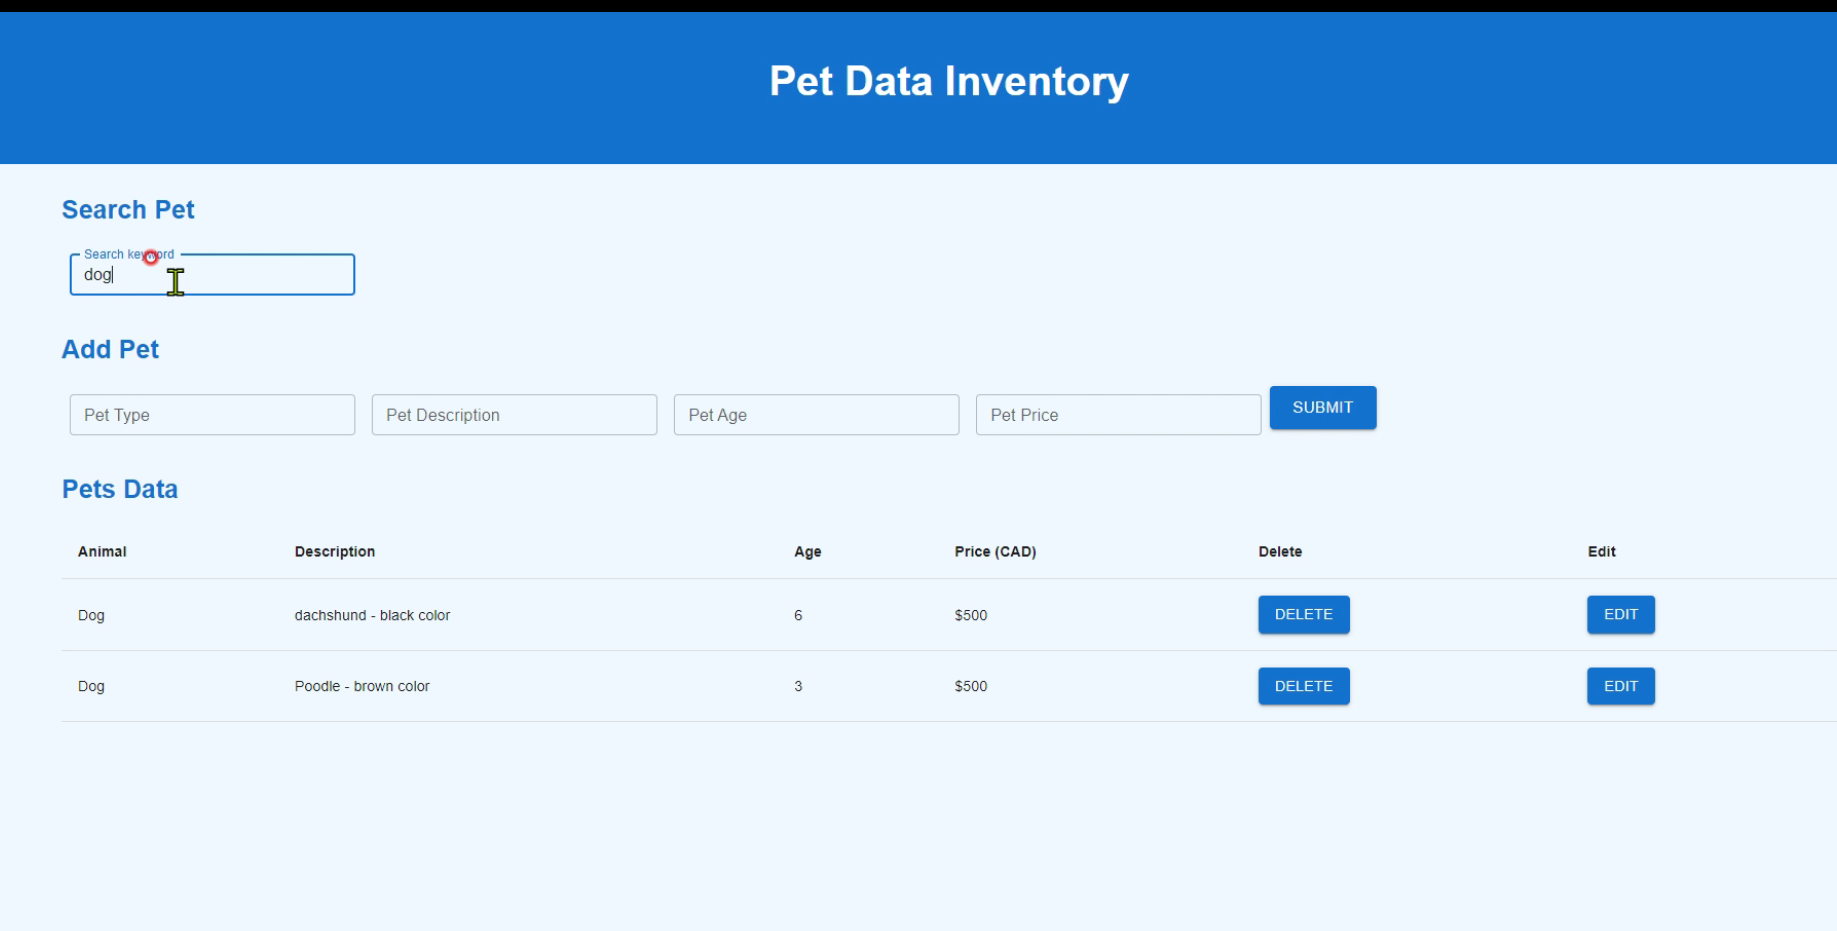 Pet Data Inventory
Search Pet
Search keyword
dog
Add Pet
Pet Type Pet Description Pet Age Pet Price SUBMIT
Pets Data
Animal Description Age Price (CAD) Delete Edit
Dog dachshund - black color 6 $500 DELETE EDIT
Dog Poodle - brown color 3 $500 DELETE EDIT